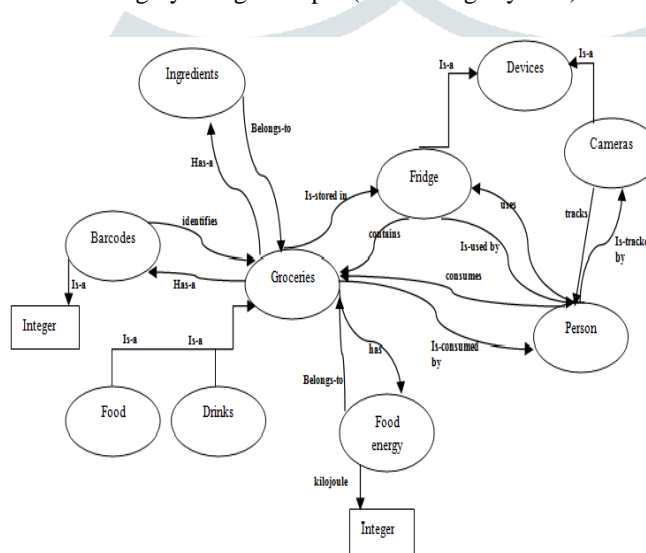 Is-a
Is-a
Devices
Ingredients
Belongs-to
Cameras
Has-a
Fridge
Is-stored in
uses
tracks
identifies
contains
Is-used by
Is-tracked
by
Barcodes
Groceries
consumes
Has-a
Is-a
Integer
Person
Is-a
Is-a
Is-consumed
by
has
Belongs-to
Food
Drinks
Food
energy
kilojoule
Integer